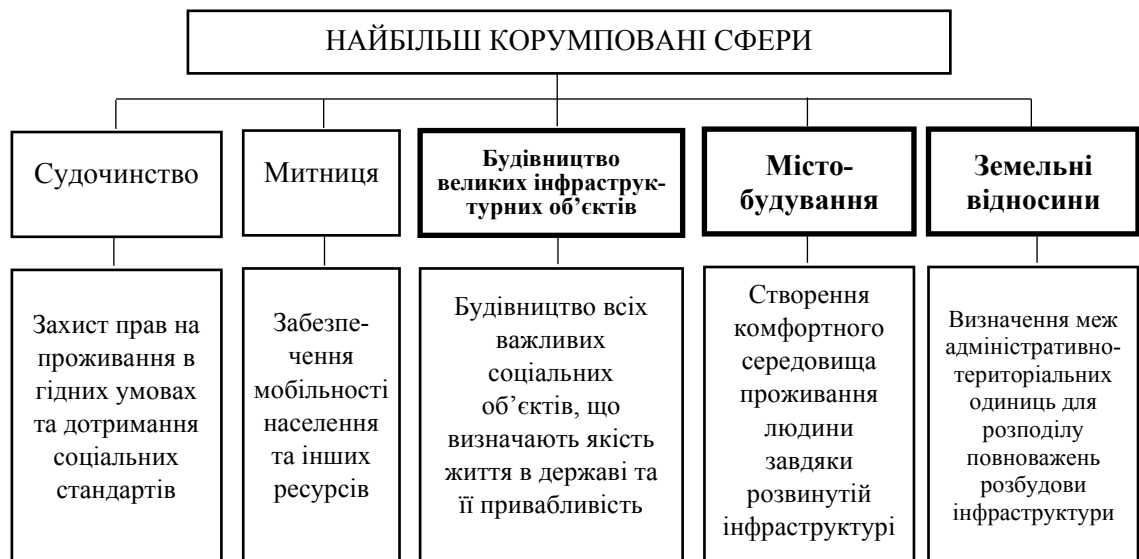 НАЙБІЛЬШ КОРУМПОВАНІ СФЕРИ
Судочинство
Митниця
Будівництво
великих інфраструк-
турних об’єктів
Місто-
будування
Земельні
відносини
Захист прав на
проживання в
гідних умовах
та дотримання
соціальних
стандартів
Забезпе-
чення
мобільності
населення
та інших
ресурсів
Будівництво всіх
важливих
соціальних
об’єктів, що
визначають якість
життя в державі та
її привабливість
Створення
комфортного
середовища
проживання
людини
завдяки
розвинутій
інфраструктурі
Визначення меж
адміністративно-
територіальних
одиниць для
розподілу
повноважень
розбудови
інфраструктури